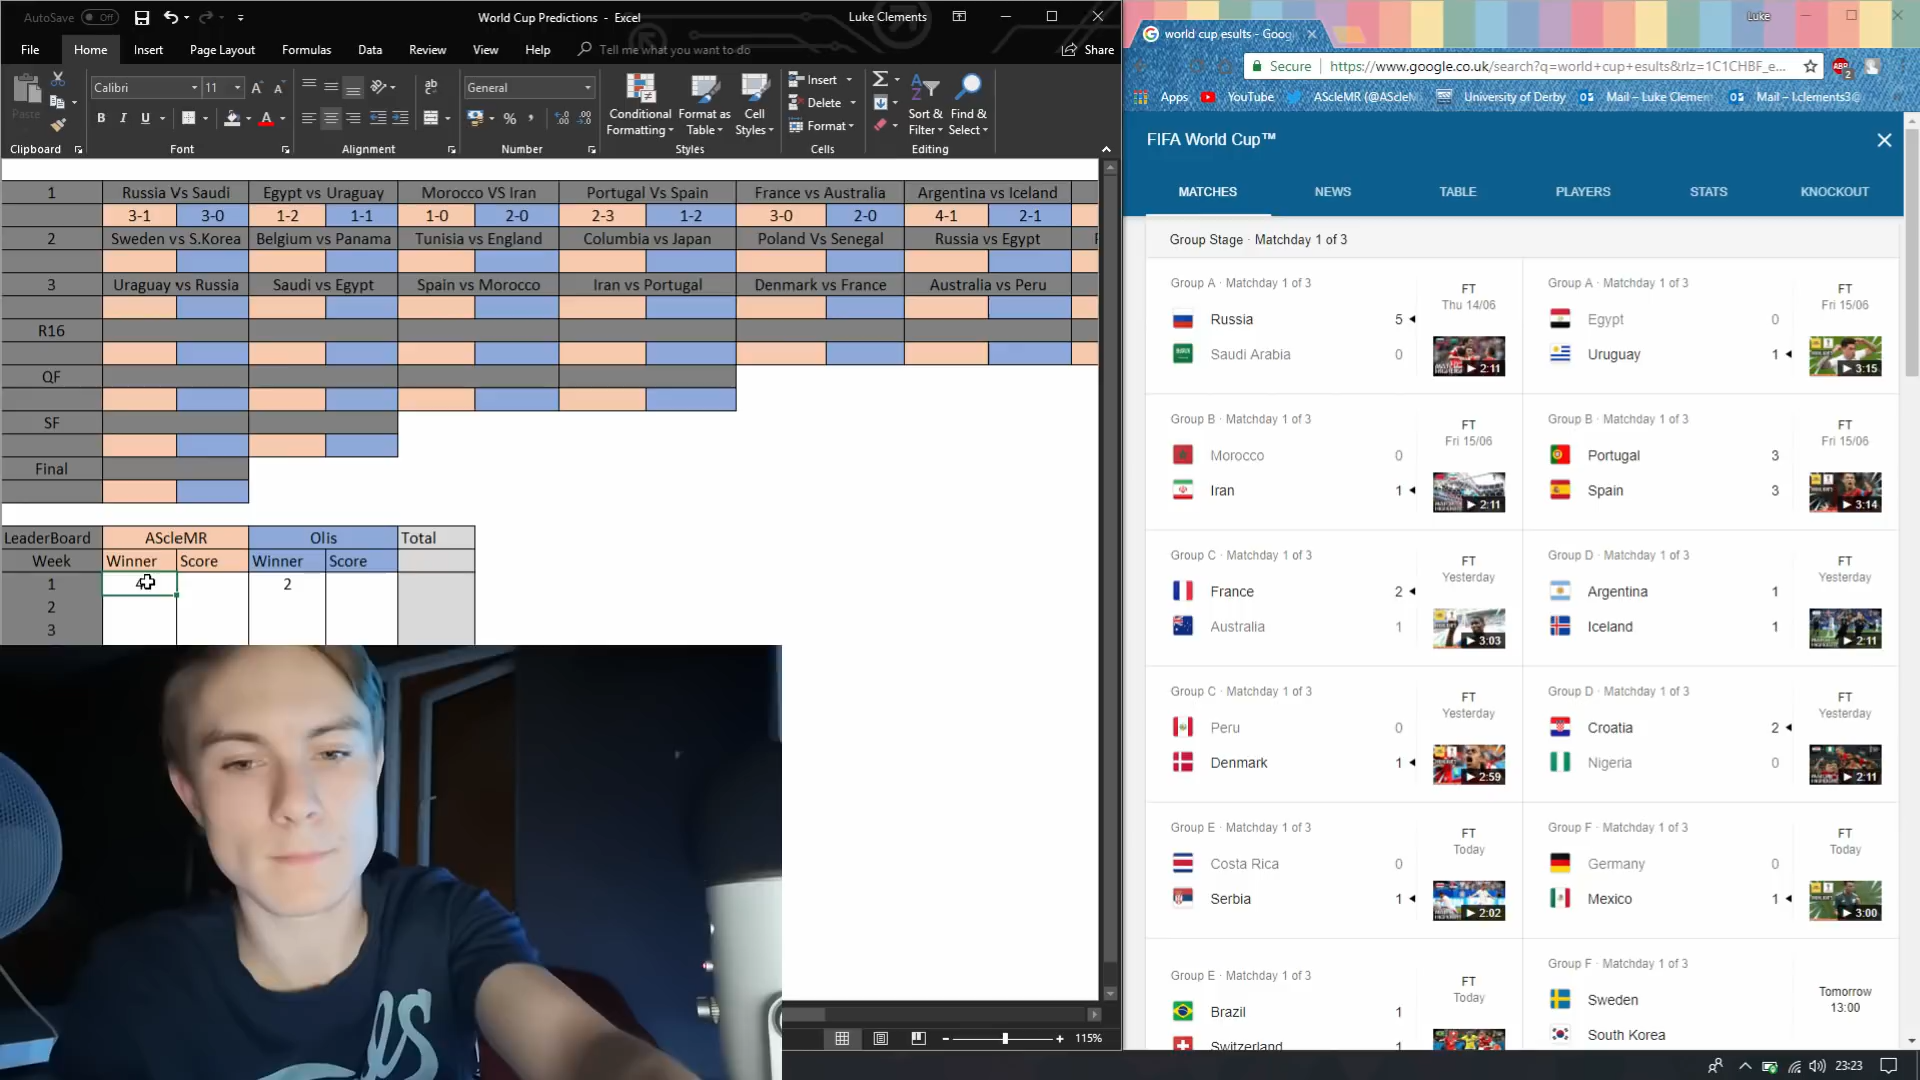 AutoSave Off
World Cup Predictions - Excel
Luke Clements
File Home Insert Page Layout Formulas Data Review View Help Tell me what you want to do Share
Paste
Calibri 11
B I U
General
Conditional Formatting
Format as Table
Cell Styles
Insert
Delete
Format
Sort & Filter
Find & Select
Clipboard Font Alignment Number Styles Cells Editing
1 Russia Vs Saudi Egypt vs Uraguay Morocco VS Iran Portugal Vs Spain France vs Australia Argentina vs Iceland
3-1 3-0 1-2 1-1 1-0 2-0 2-3 1-2 3-0 2-0 4-1 2-1
2 Sweden vs S.Korea Belgium vs Panama Tunisia vs England Columbia vs Japan Poland Vs Senegal Russia vs Egypt
3 Uraguay vs Russia Saudi vs Egypt Spain vs Morocco Iran vs Portugal Denmark vs France Australia vs Peru
R16
QF
SF
Final
LeaderBoard AScleMR Olis Total
Week Winner Score Winner Score
1 4 2
2
3
115%
Luke
world cup esults - Goog
Secure https://www.google.co.uk/search?q=world+cup+esults&rlz=1C1CHBF_e...
Apps YouTube AScleMR (@AScleM University of Derby Mail – Luke Clemen Mail – l.clements3@
FIFA World Cup™
MATCHES NEWS TABLE PLAYERS STATS KNOCKOUT
Group Stage · Matchday 1 of 3
Group A · Matchday 1 of 3
Russia 5
Saudi Arabia 0
FT
Thu 14/06
2:11
Group A · Matchday 1 of 3
Egypt 0
Uruguay 1
FT
Fri 15/06
3:15
Group B · Matchday 1 of 3
Morocco 0
Iran 1
FT
Fri 15/06
2:11
Group B · Matchday 1 of 3
Portugal 3
Spain 3
FT
Fri 15/06
3:14
Group C · Matchday 1 of 3
France 2
Australia 1
FT
Yesterday
3:03
Group D · Matchday 1 of 3
Argentina 1
Iceland 1
FT
Yesterday
2:11
Group C · Matchday 1 of 3
Peru 0
Denmark 1
FT
Yesterday
2:59
Group D · Matchday 1 of 3
Croatia 2
Nigeria 0
FT
Yesterday
2:11
Group E · Matchday 1 of 3
Costa Rica 0
Serbia 1
FT
Today
2:02
Group F · Matchday 1 of 3
Germany 0
Mexico 1
FT
Today
3:00
Group E · Matchday 1 of 3
Brazil 1
Switzerland 1
FT
Today
Group F · Matchday 1 of 3
Sweden
South Korea
Tomorrow
13:00
23:23